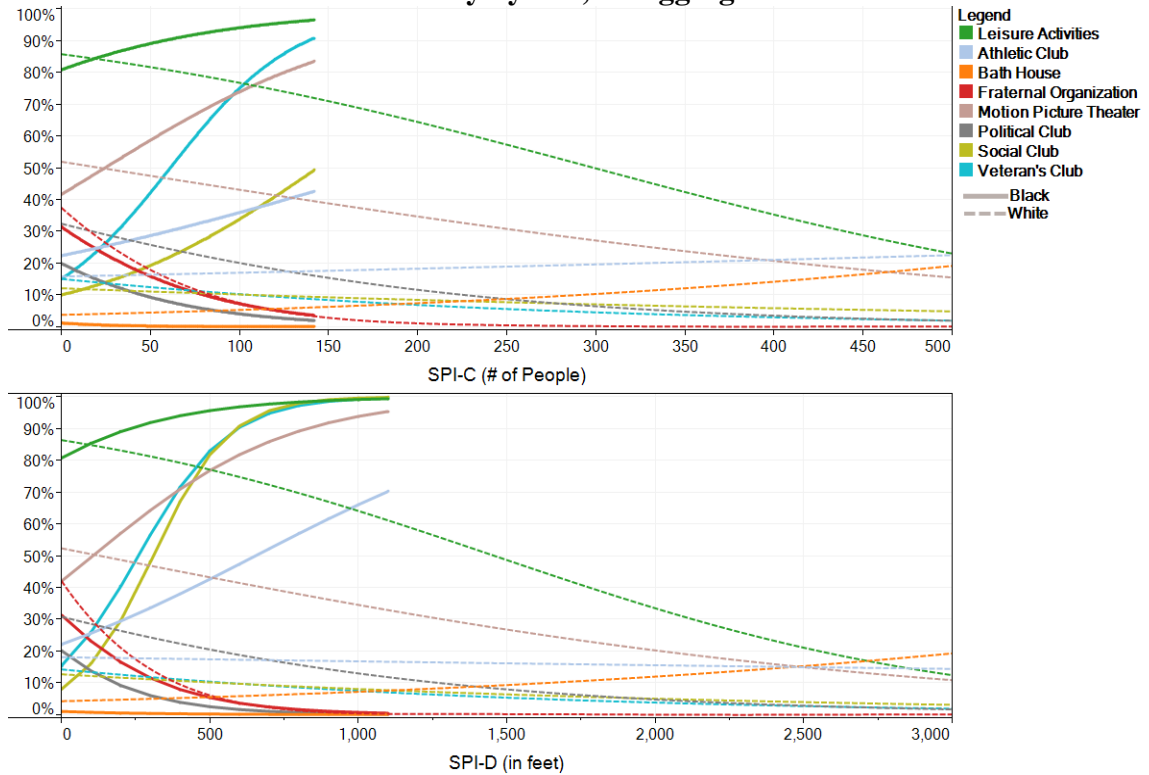 100%
90%
80%
70%
60%
50%
40%
30%
20%
10%
0%
0 50 100 150 200 250 300 350 400 450 500
SPI-C (# of People)
Legend
Leisure Activities
Athletic Club
Bath House
Fraternal Organization
Motion Picture Theater
Political Club
Social Club
Veteran's Club
Black
White
100%
90%
80%
70%
60%
50%
40%
30%
20%
10%
0%
0 500 1,000 1,500 2,000 2,500 3,000
SPI-D (in feet)